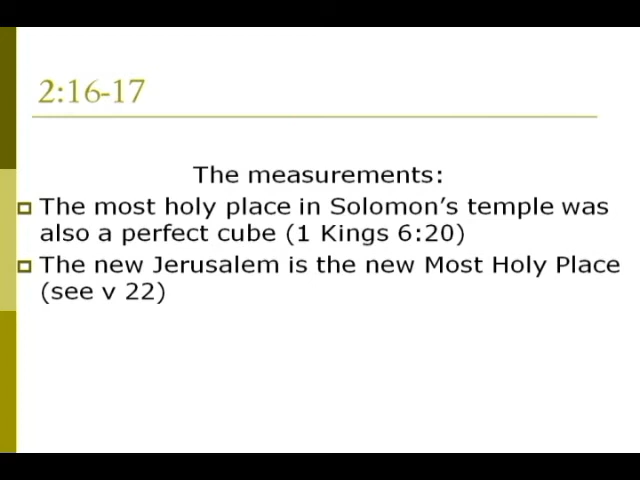 2:16-17
The measurements:
The most holy place in Solomon's temple was
also a perfect cube (1 Kings 6:20)
The new Jerusalem is the new Most Holy Place
(see v 22)